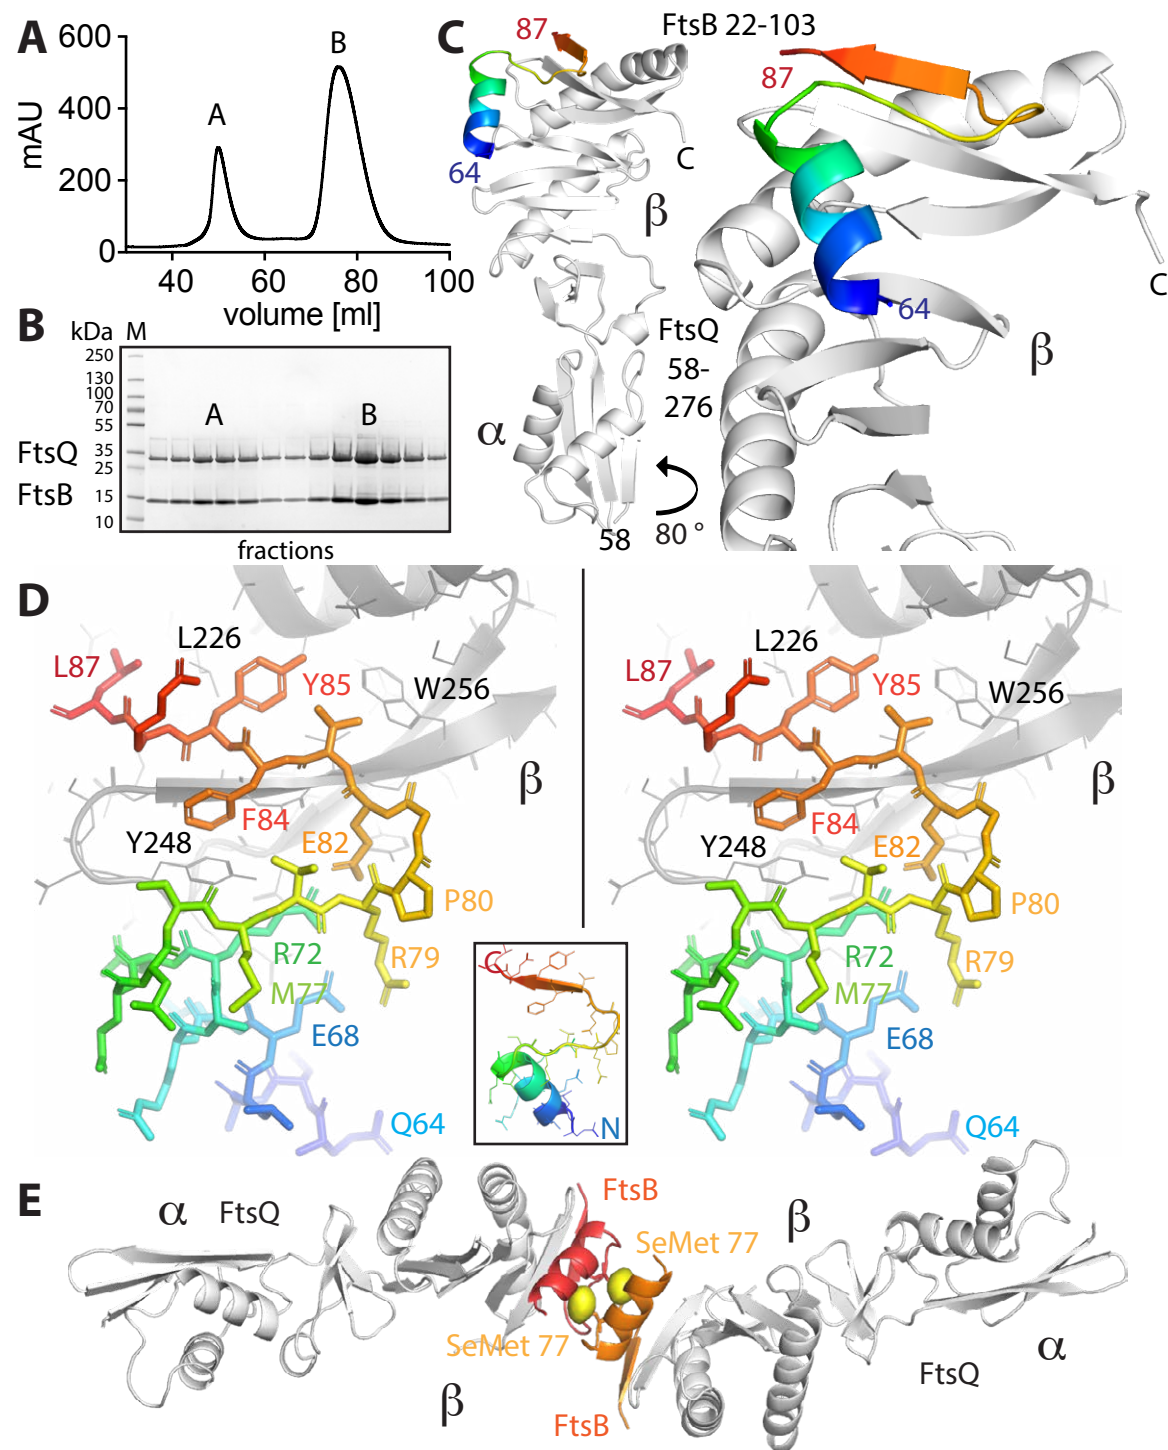 A
600
400
200
0
mAU
A
B
40
60
80
100
volume [ml]
B
kDa
M
250
130
100
70
55
35
25
15
10
FtsQ
FtsB
A
B
fractions
C
87
FtsB 22-103
64
C
β
α
58
FtsQ
58-
276
80 °
87
64
C
β
D
L87
L226
Y85
W256
β
F84
Y248
E82
P80
R72
R79
M77
E68
Q64
N
L87
L226
Y85
W256
β
F84
Y248
E82
P80
R72
R79
M77
E68
Q64
E
α
FtsQ
FtsB
SeMet 77
β
SeMet 77
β
FtsB
FtsQ
α